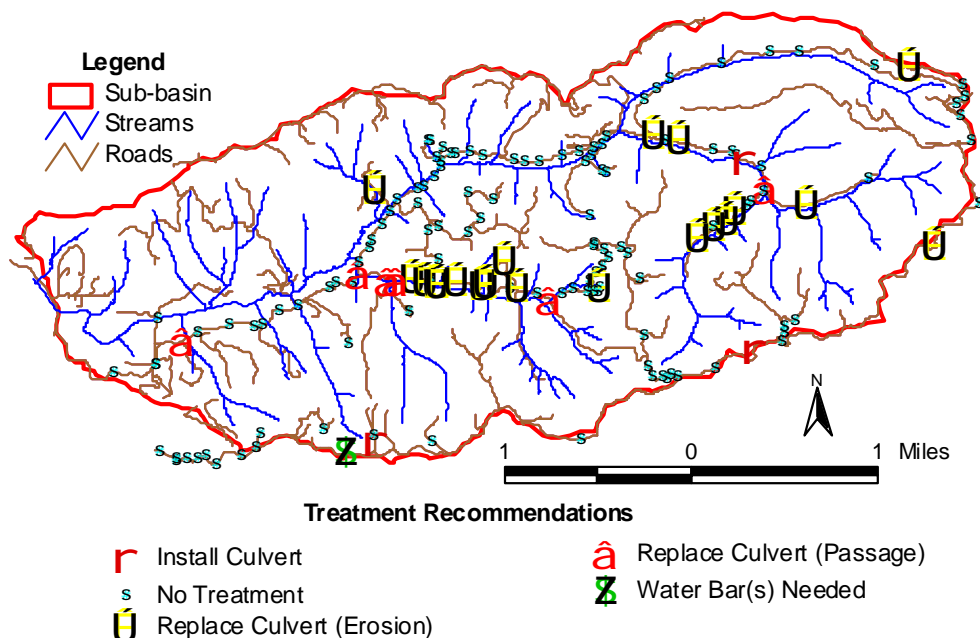 Legend
Sub-basin
Streams
Roads
N
1 0 1 Miles
Treatment Recommendations
r Install Culvert
s No Treatment
Ú Replace Culvert (Erosion)
â Replace Culvert (Passage)
Water Bar(s) Needed